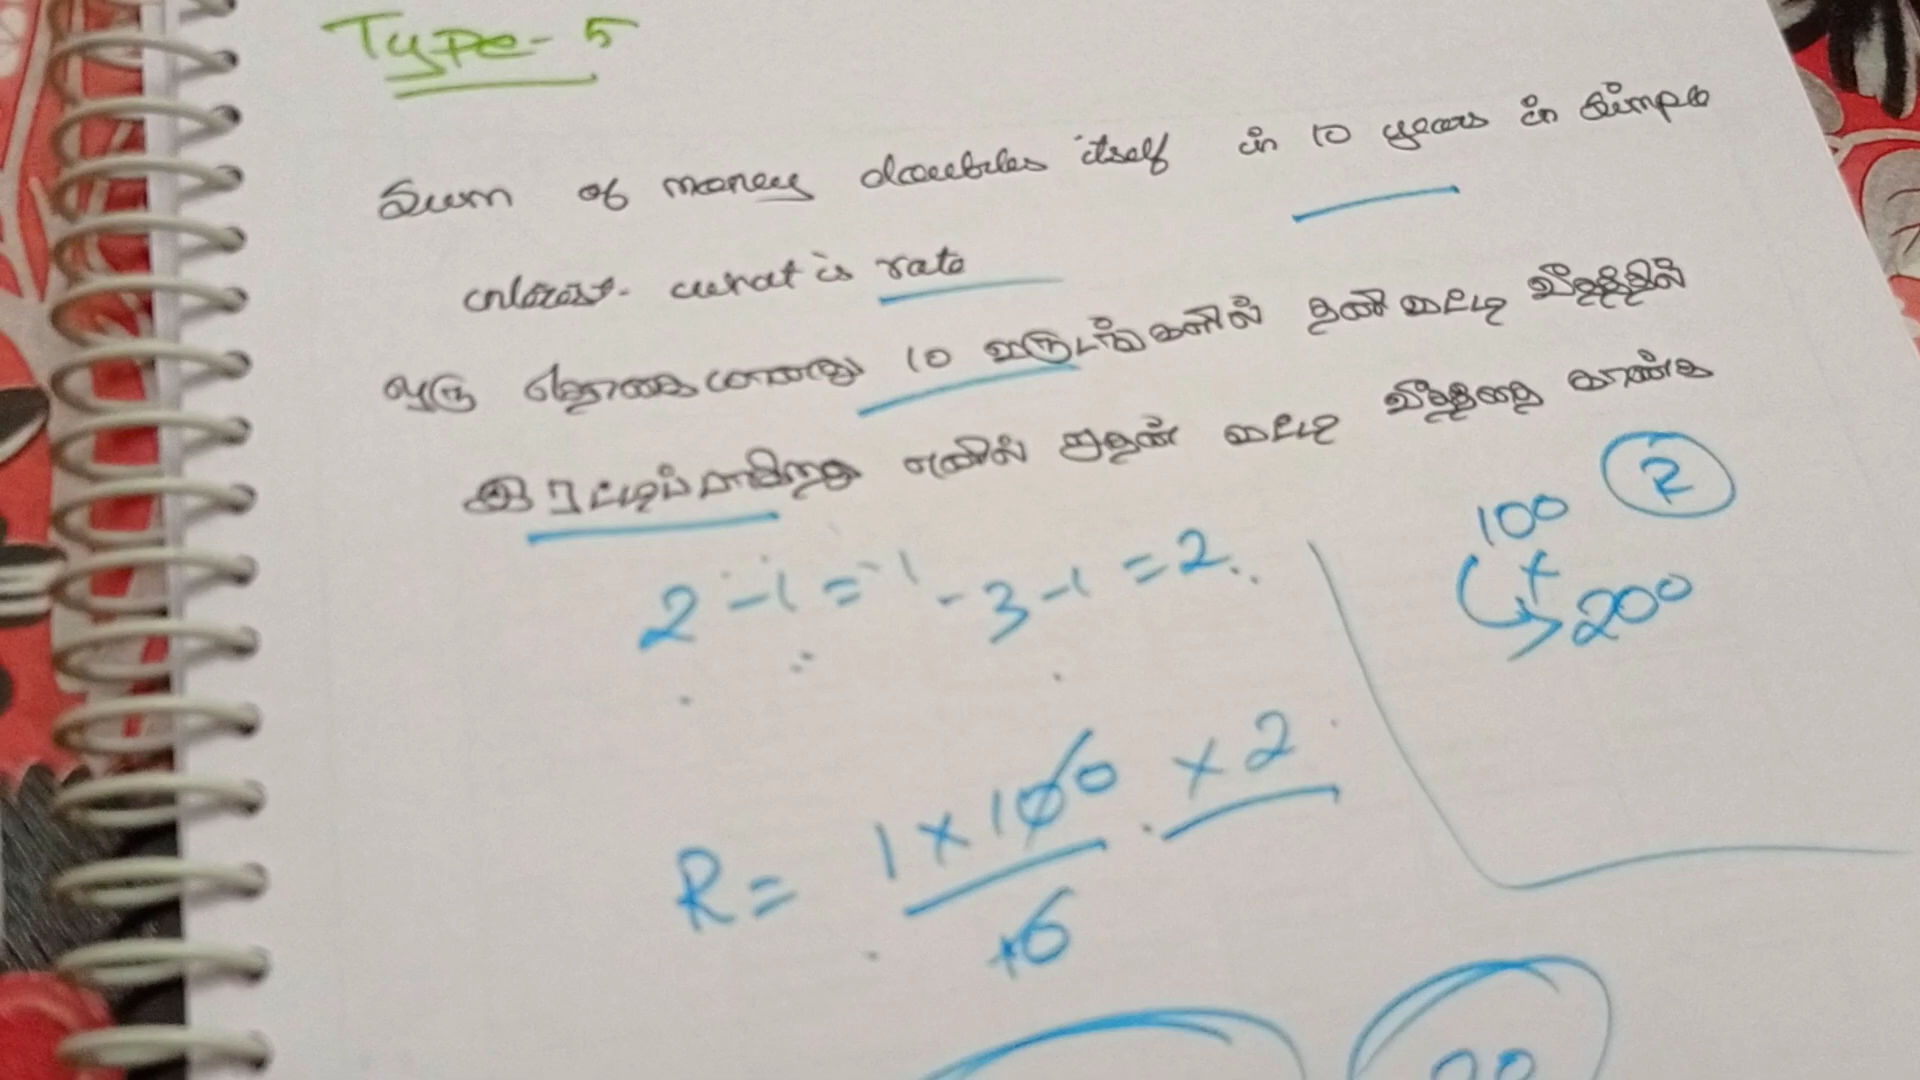 Type-5
Sum of money doubles itself in 10 years in simple
interest. what is rate
ஒரு தொகையானது 10 வருடங்களில் தனி வட்டி வீதத்தில்
இரட்டிப்பாகிறது எனில் அதன் வட்டி வீதத்தை காண்க
2 - 1 = 1 - 3 - 1 = 2
100 2
200
R = 1 × 100 × 2
10